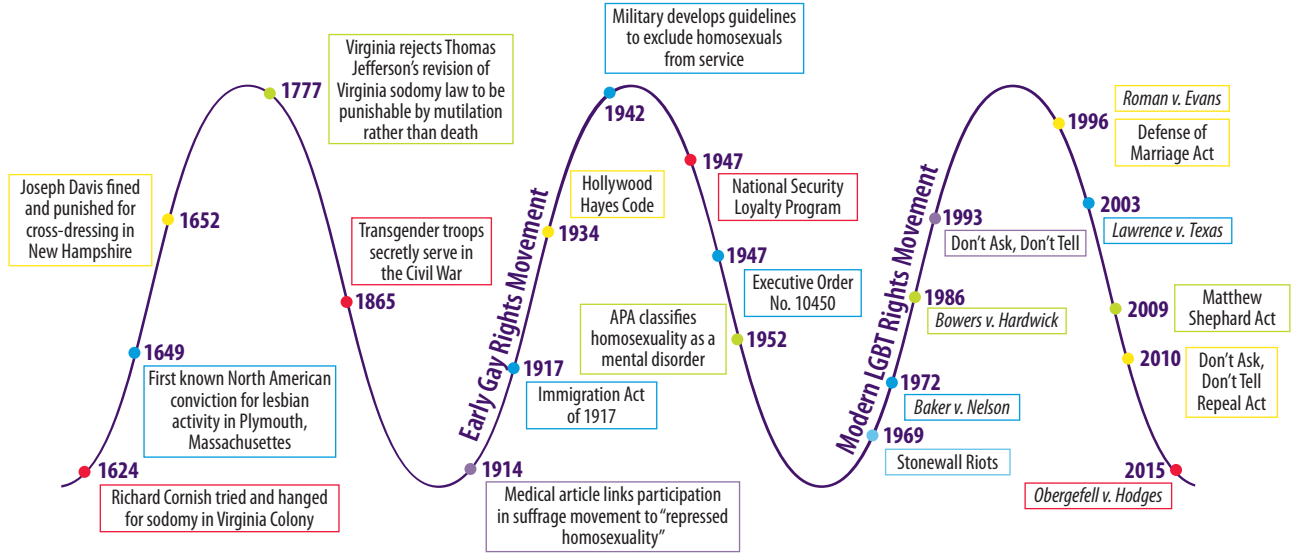 1624
Richard Cornish tried and hanged
for sodomy in Virginia Colony
1649
First known North American
conviction for lesbian
activity in Plymouth,
Massachusettes
1652
Joseph Davis fined
and punished for
cross-dressing in
New Hampshire
1777
Virginia rejects Thomas
Jefferson’s revision of
Virginia sodomy law to be
punishable by mutilation
rather than death
1865
Transgender troops
secretly serve in
the Civil War
Early Gay Rights Movement
1914
Medical article links participation
in suffrage movement to “repressed
homosexuality”
1917
Immigration Act
of 1917
1934
Hollywood
Hayes Code
1942
Military develops guidelines
to exclude homosexuals
from service
1947
National Security
Loyalty Program
1947
Executive Order
No. 10450
1952
APA classifies
homosexuality as a
mental disorder
Modern LGBT Rights Movement
1969
Stonewall Riots
1972
Baker v. Nelson
1986
Bowers v. Hardwick
1993
Don’t Ask, Don’t Tell
1996
Roman v. Evans
Defense of
Marriage Act
2003
Lawrence v. Texas
2009
Matthew
Shephard Act
2010
Don’t Ask,
Don’t Tell
Repeal Act
2015
Obergefell v. Hodges